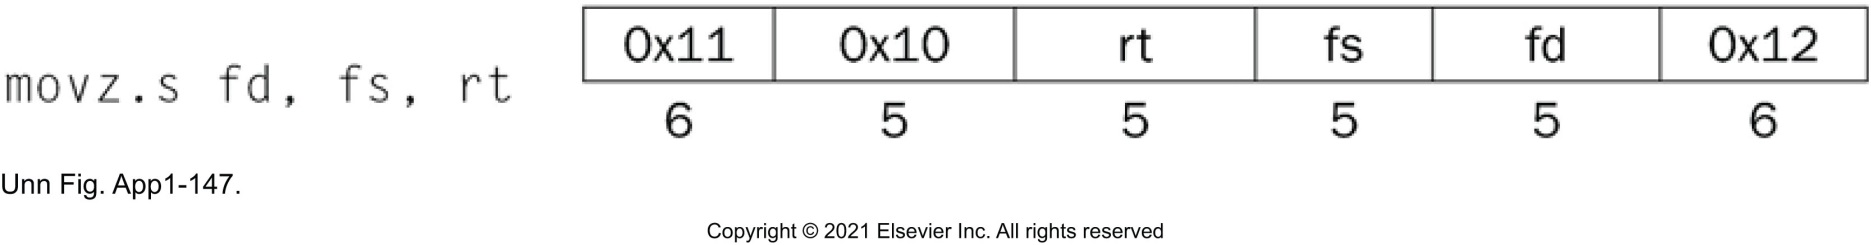 movz.s fd, fs, rt
0x11 0x10 rt fs fd 0x12
6 5 5 5 5 6
Unn Fig. App1-147.
Copyright © 2021 Elsevier Inc. All rights reserved